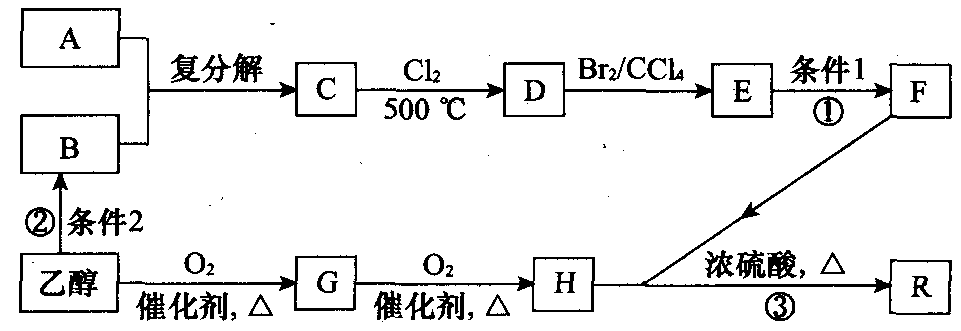 A
复分解
C
Cl₂
500 ℃
D
Br₂/CCl₄
E
条件1
①
F
B
② 条件2
乙醇
O₂
催化剂, △
G
O₂
催化剂, △
H
浓硫酸, △
③
R